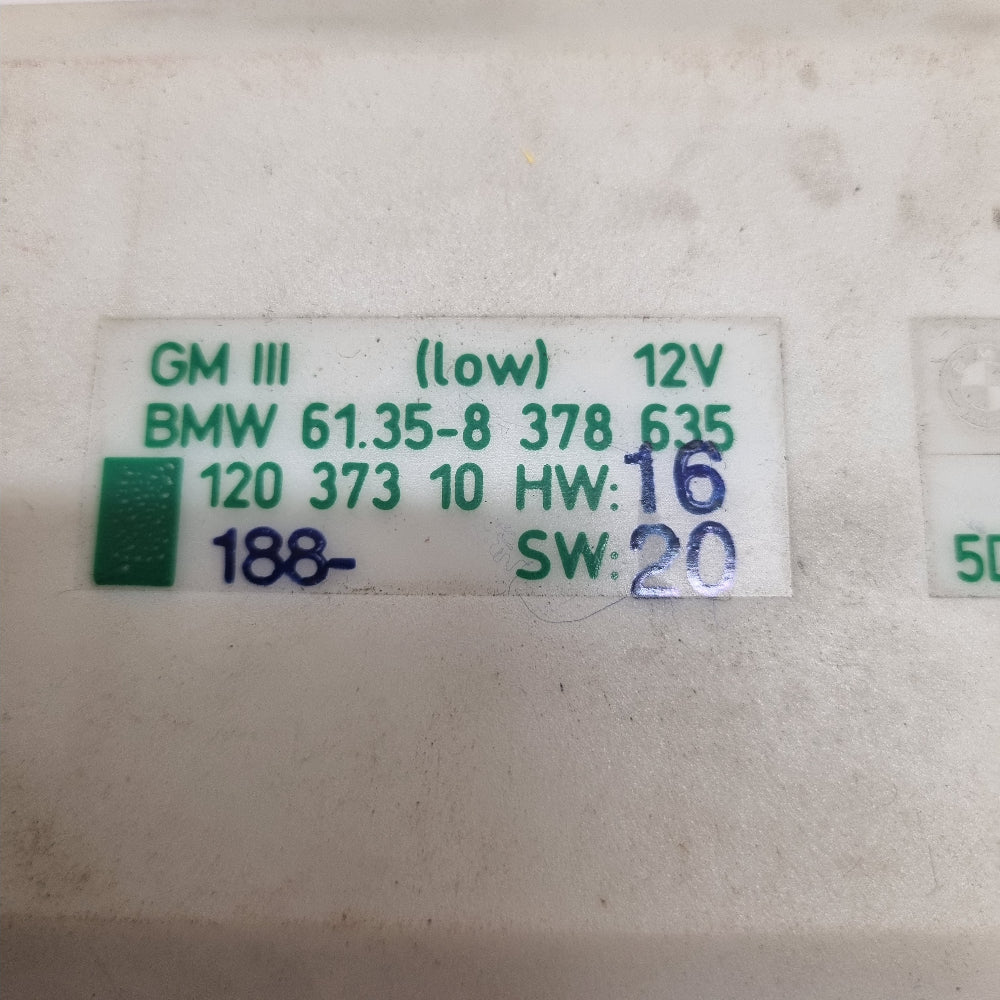 GM III (low) 12V
BMW 61.35-8 378 635
120 373 10 HW: 16
188- SW: 20
5D